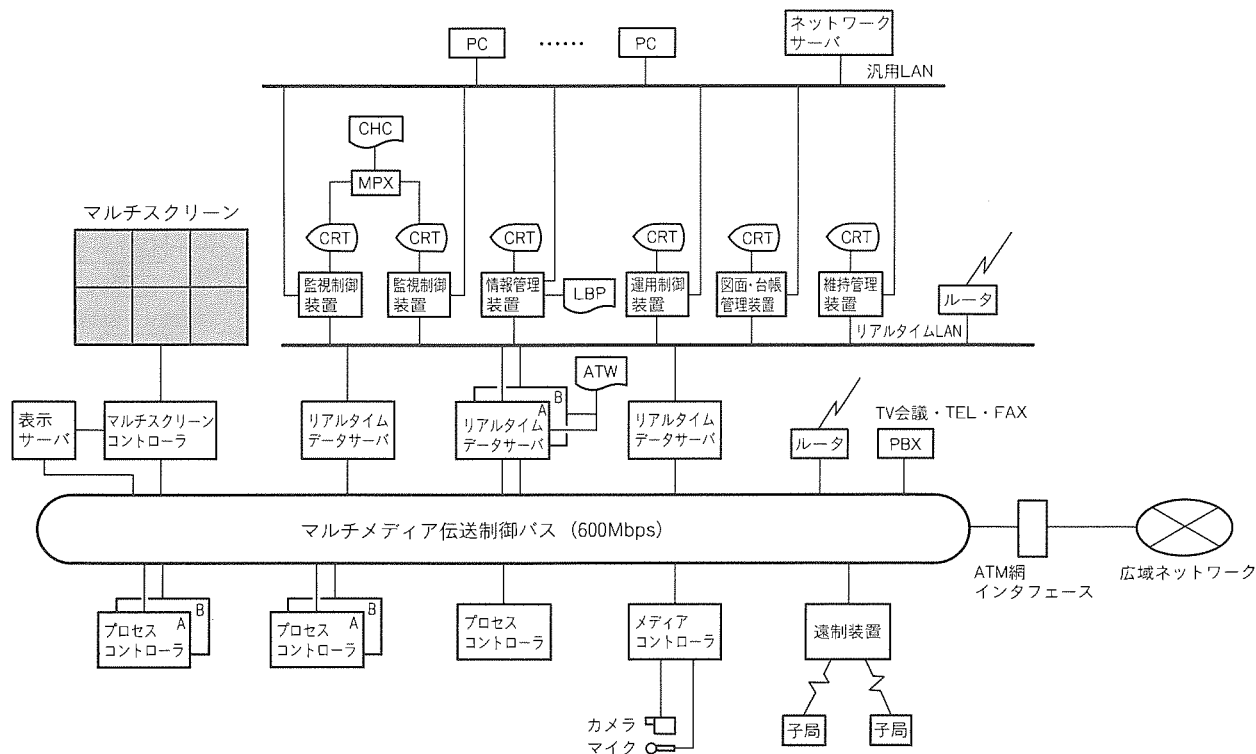 PC
……
PC
ネットワーク
サーバ
汎用LAN
CHC
MPX
マルチスクリーン
CRT
CRT
CRT
CRT
CRT
CRT
監視制御
装置
監視制御
装置
情報管理
装置
LBP
運用制御
装置
図面・台帳
管理装置
維持管理
装置
ルータ
リアルタイムLAN
ATW
表示
サーバ
マルチスクリーン
コントローラ
リアルタイム
データサーバ
B
A
リアルタイム
データサーバ
リアルタイム
データサーバ
ルータ
TV会議・TEL・FAX
PBX
マルチメディア伝送制御バス (600Mbps)
ATM網
インタフェース
広域ネットワーク
B
A
プロセス
コントローラ
B
A
プロセス
コントローラ
プロセス
コントローラ
メディア
コントローラ
遠制装置
カメラ
マイク
子局
子局